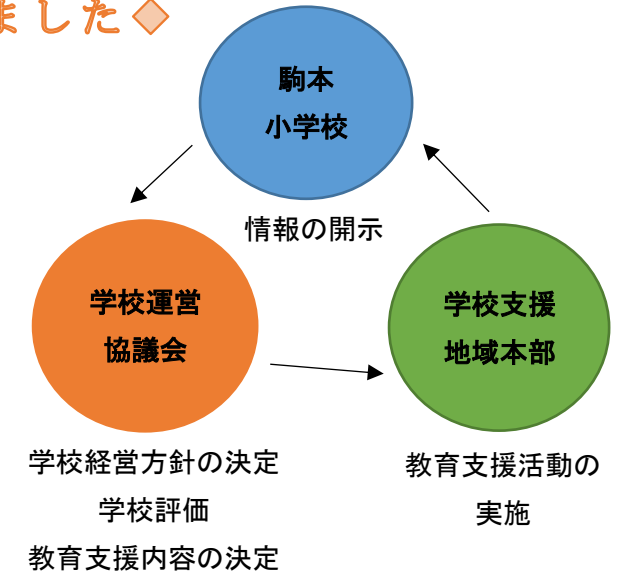 ました◇
駒本
小学校
情報の開示
学校運営
協議会
学校支援
地域本部
学校経営方針の決定
学校評価
教育支援内容の決定
教育支援活動の
実施